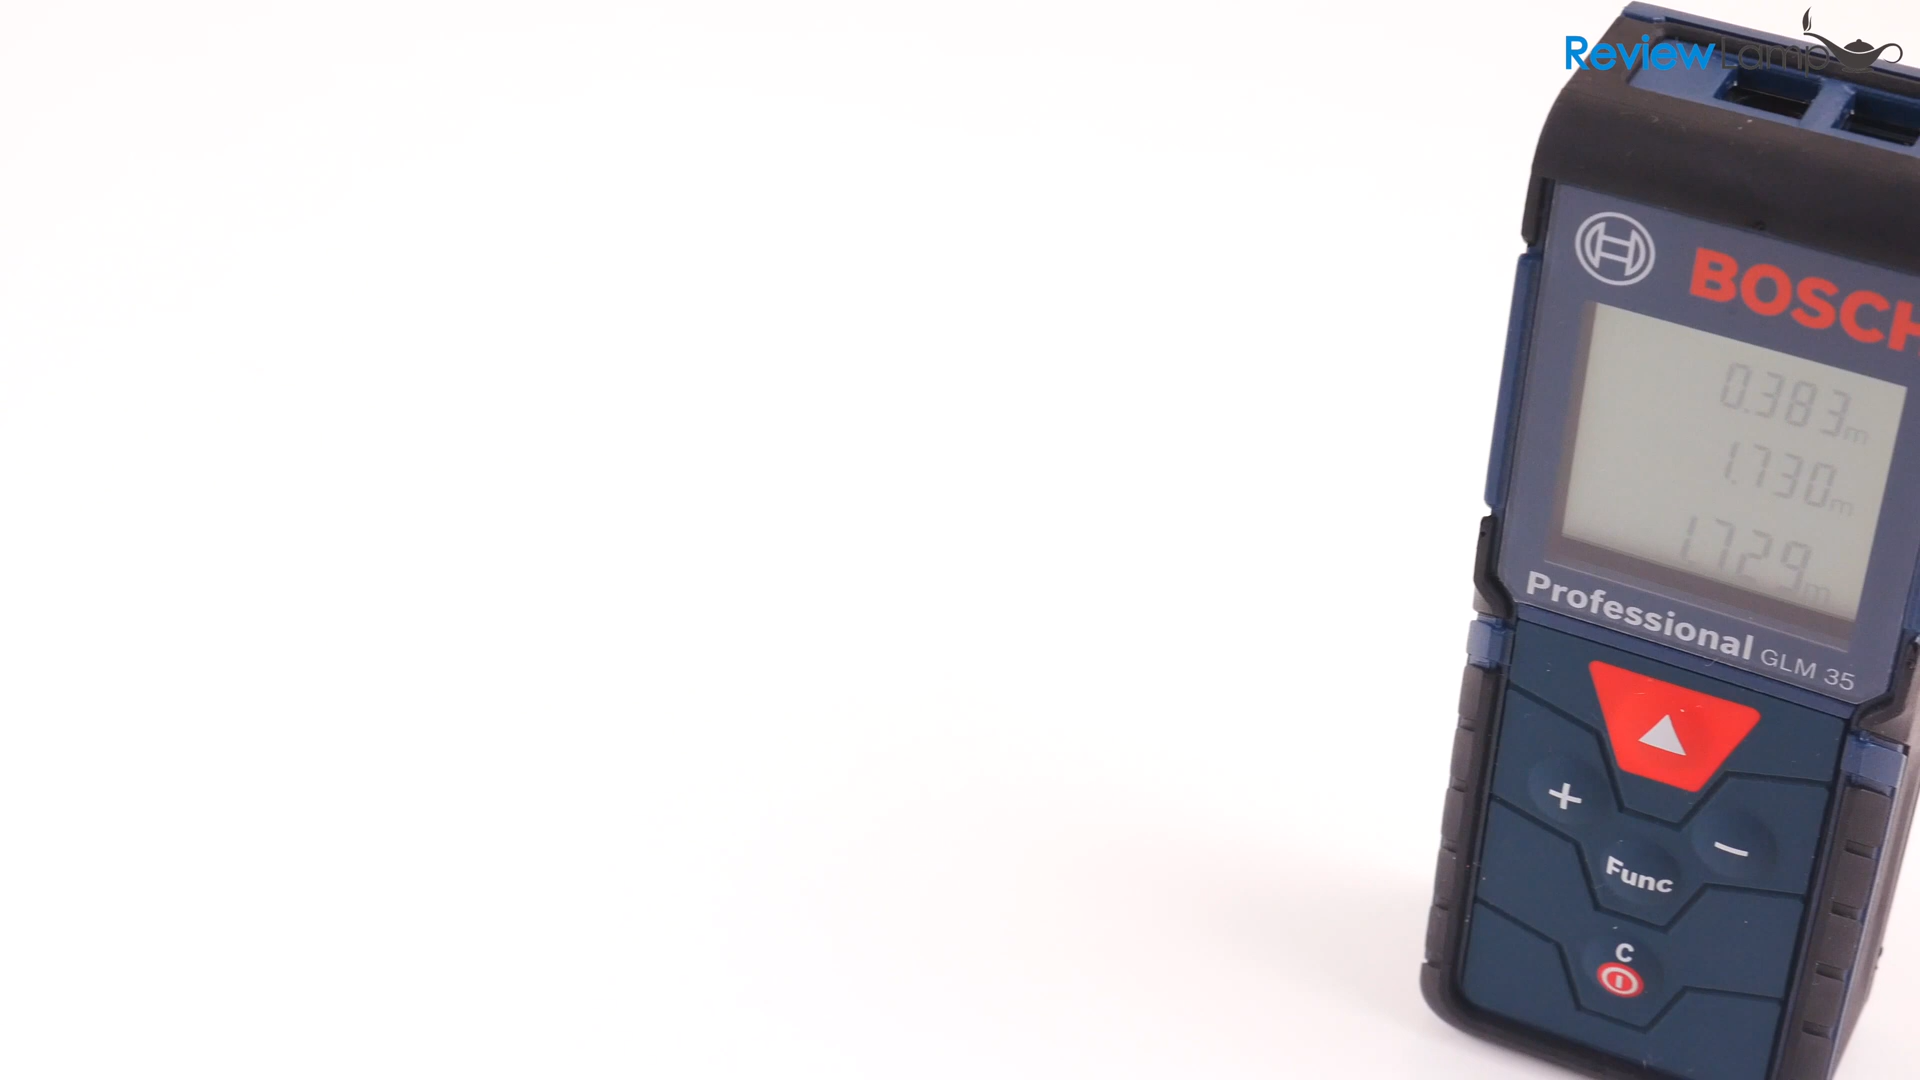 ReviewLamp
BOSCH
0.383m
1.730m
1.729m
Professional GLM 35
+
−
Func
C